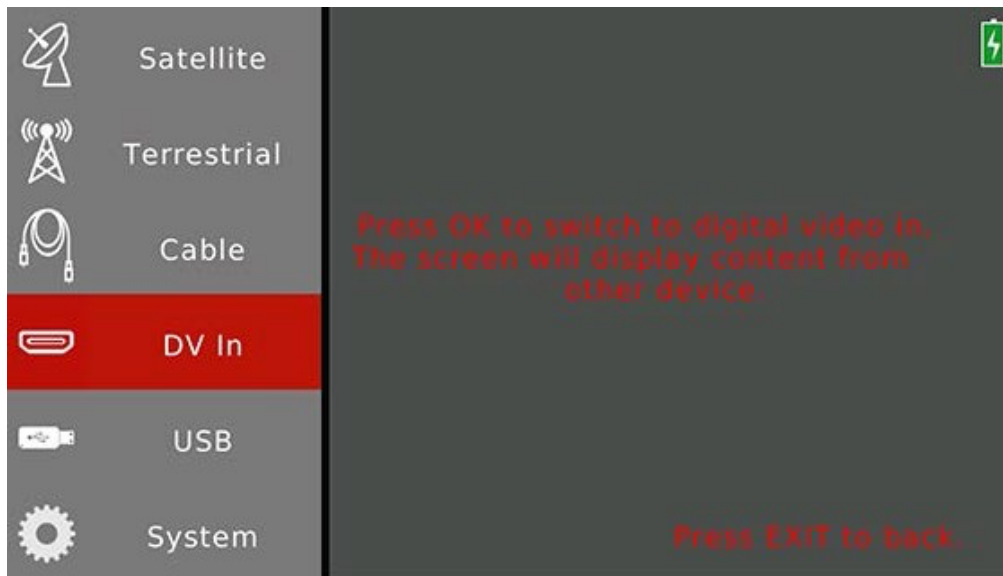 Satellite
Terrestrial
Cable
DV In
USB
System
Press OK to switch to digital video in.
The screen will display content from
other device.
Press EXIT to back.